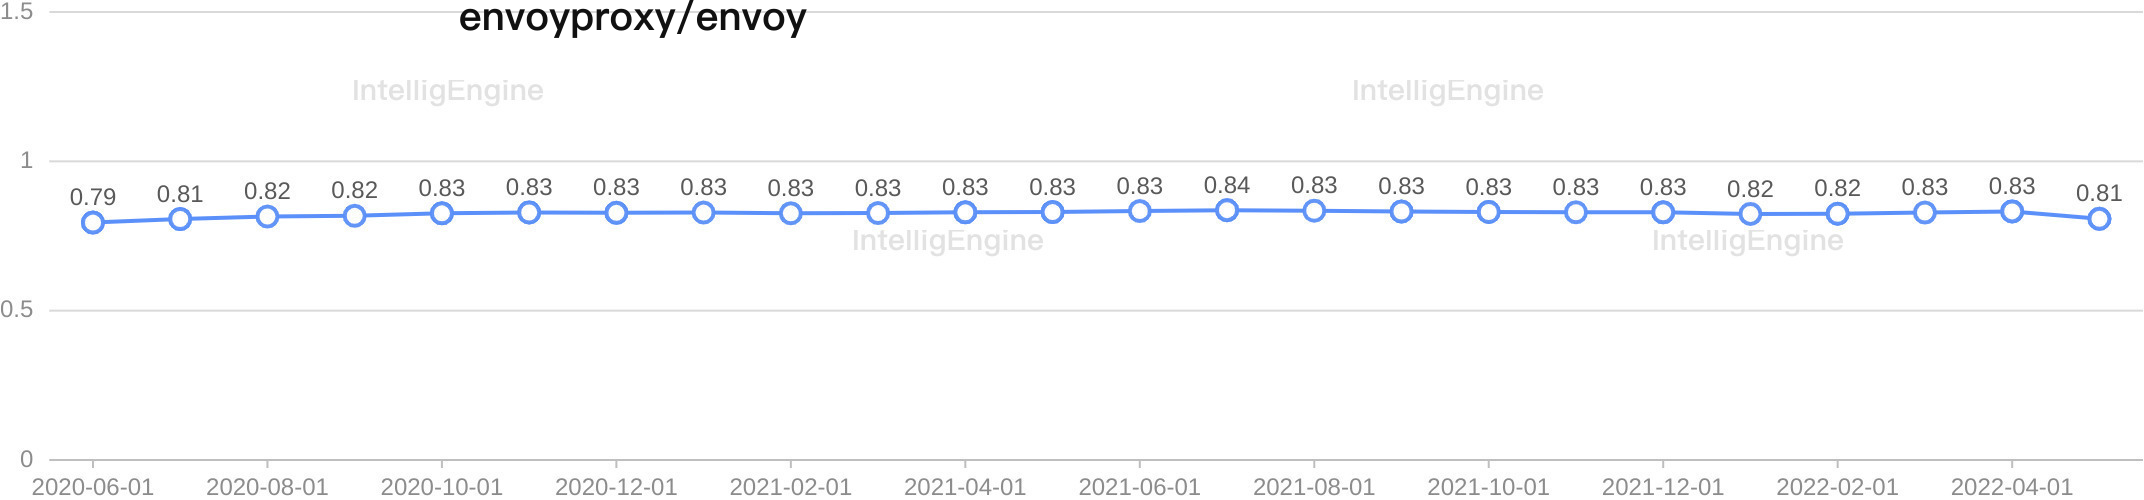 envoyproxy/envoy
1.5
IntelligEngine IntelligEngine
1
0.79 0.81 0.82 0.82 0.83 0.83 0.83 0.83 0.83 0.83 0.83 0.83 0.83 0.84 0.83 0.83 0.83 0.83 0.83 0.82 0.82 0.83 0.83 0.81
IntelligEngine IntelligEngine
0.5
0
2020-06-01 2020-08-01 2020-10-01 2020-12-01 2021-02-01 2021-04-01 2021-06-01 2021-08-01 2021-10-01 2021-12-01 2022-02-01 2022-04-01